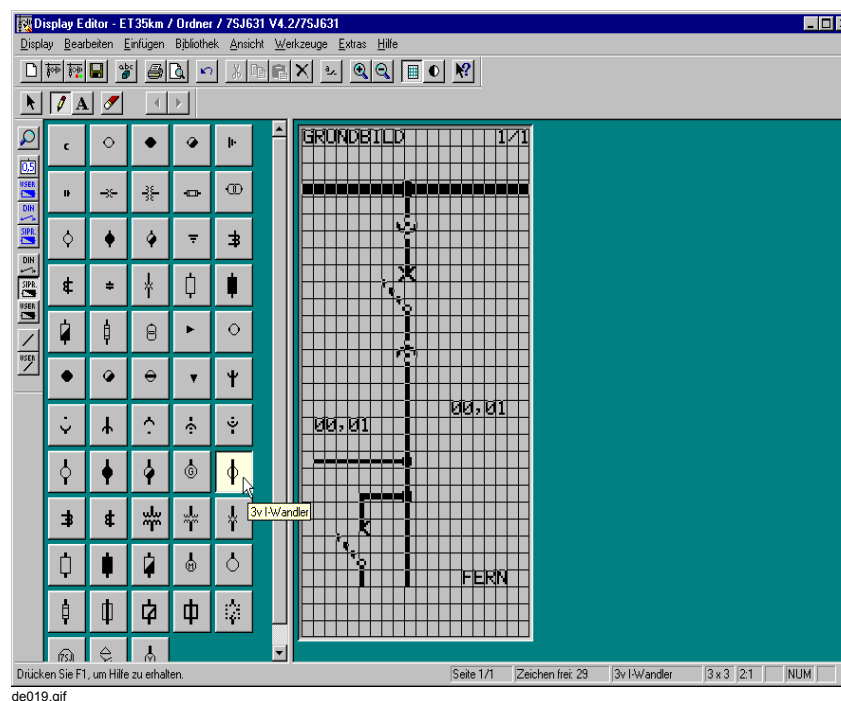 Display Editor - ET35km / Ordner / 7SJ631 V4.2/7SJ631
Display Bearbeiten Einfügen Bibliothek Ansicht Werkzeuge Extras Hilfe
abc
A
0,5
USER
DIN
SIPR.
DIN
SIPR.
USER
USER
C
G
M
7SJ
Y
3v I-Wandler
GRUNDBILD 1/1
00,01
00,01
FERN
Drücken Sie F1, um Hilfe zu erhalten.
Seite 1/1 Zeichen frei: 29 3v I-Wandler 3 x 3 2:1 NUM
de019.gif